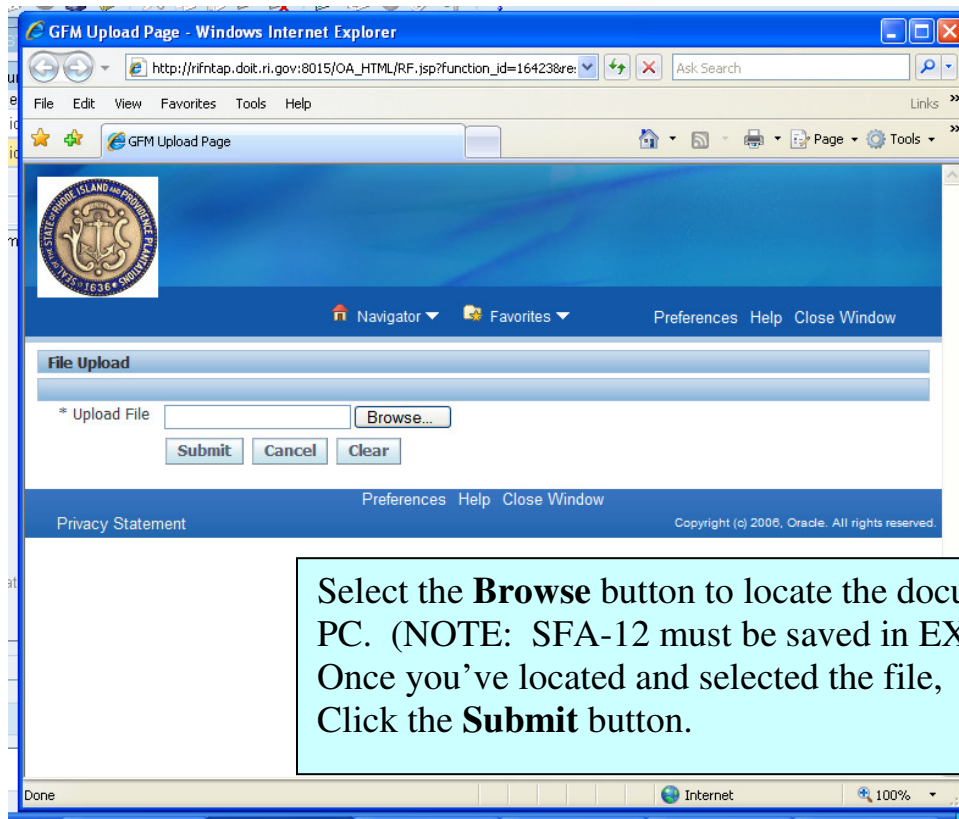 GFM Upload Page - Windows Internet Explorer
http://rifntap.doit.ri.gov:8015/OA_HTML/RF.jsp?function_id=16423&re:
Ask Search
File Edit View Favorites Tools Help
Links »
GFM Upload Page
Page Tools »
SEAL OF THE STATE OF RHODE ISLAND AND PROVIDENCE PLANTATIONS
1636
Navigator Favorites Preferences Help Close Window
File Upload
* Upload File Browse...
Submit Cancel Clear
Preferences Help Close Window
Privacy Statement Copyright (c) 2006, Oracle. All rights reserved.
Select the Browse button to locate the docu
PC. (NOTE: SFA-12 must be saved in EX
Once you’ve located and selected the file,
Click the Submit button.
Done Internet 100%